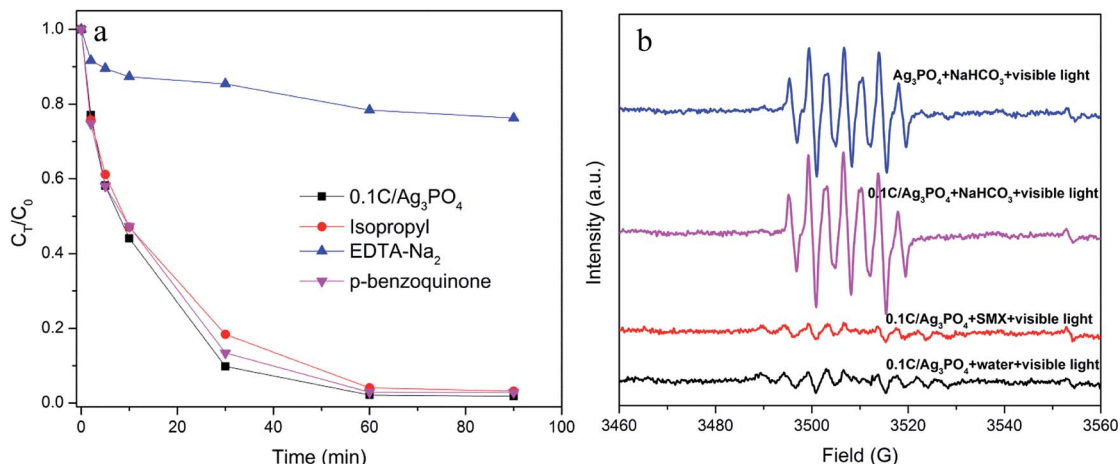 a
C_T/C_0
1.0
0.8
0.6
0.4
0.2
0.0
0.1C/Ag₃PO₄
Isopropyl
EDTA-Na₂
p-benzoquinone
0 20 40 60 80 100
Time (min)
b
Intensity (a.u.)
Ag₃PO₄+NaHCO₃+visible light
0.1C/Ag₃PO₄+NaHCO₃+visible light
0.1C/Ag₃PO₄+SMX+visible light
0.1C/Ag₃PO₄+water+visible light
3460 3480 3500 3520 3540 3560
Field (G)